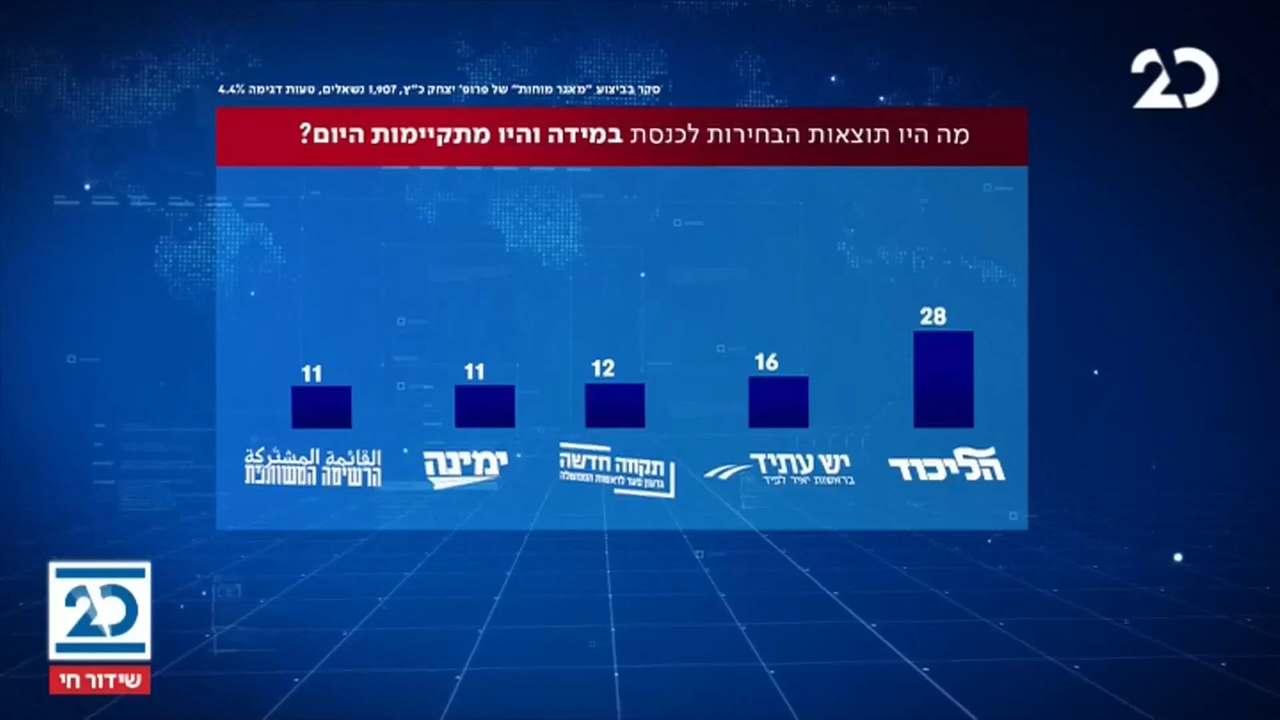 20
סקר בביצוע "מאגר מוחות" של פרופ' יצחק כ"ץ, 1,907 נשאלים, טעות דגימה 4.4%
מה היו תוצאות הבחירות לכנסת במידה והיו מתקיימות היום?
28
16
12
11
11
הליכוד
יש עתיד
בראשות יאיר לפיד
תקווה חדשה
גדעון סער לראשות הממשלה
ימינה
القائمة المشتركة
הרשימה המשותפת
20
שידור חי